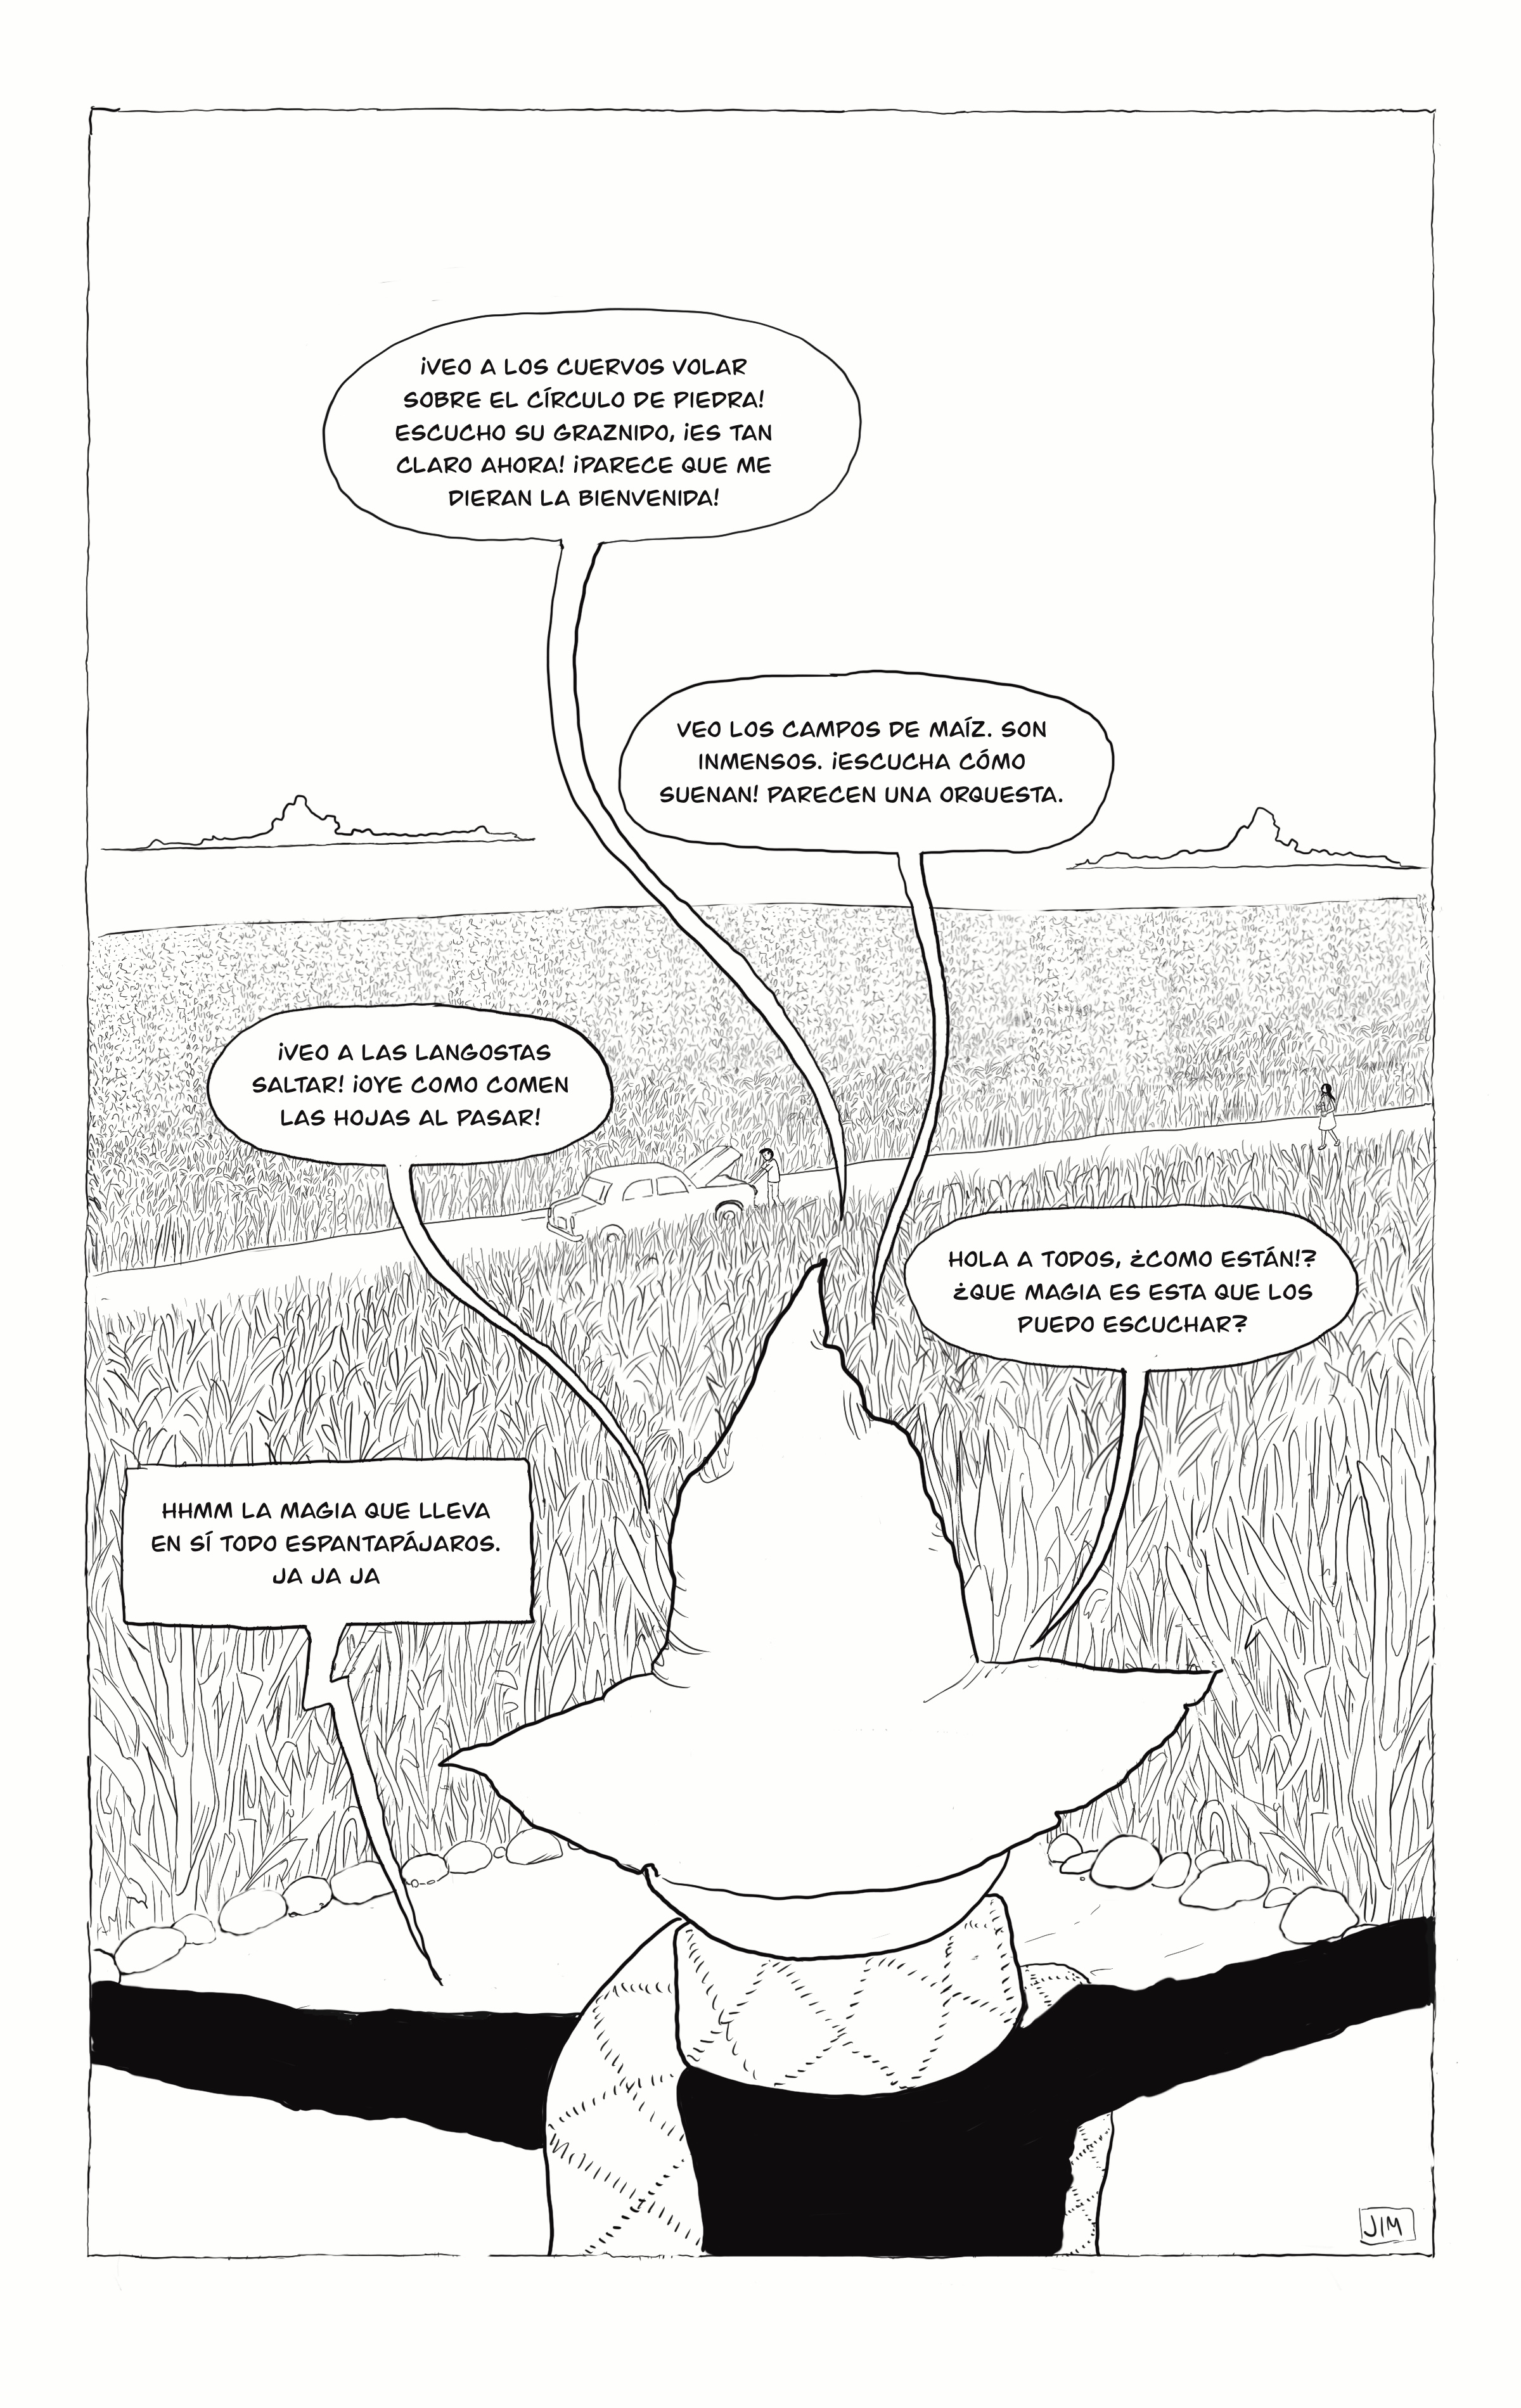 ¡VEO A LOS CUERVOS VOLAR
SOBRE EL CÍRCULO DE PIEDRA!
ESCUCHO SU GRAZNIDO, ¡ES TAN
CLARO AHORA! ¡PARECE QUE ME
DIERAN LA BIENVENIDA!
VEO LOS CAMPOS DE MAÍZ. SON
INMENSOS. ¡ESCUCHA CÓMO
SUENAN! PARECEN UNA ORQUESTA.
¡VEO A LAS LANGOSTAS
SALTAR! ¡OYE COMO COMEN
LAS HOJAS AL PASAR!
HOLA A TODOS, ¿COMO ESTÁN!?
¿QUE MAGIA ES ESTA QUE LOS
PUEDO ESCUCHAR?
HHMM LA MAGIA QUE LLEVA
EN SÍ TODO ESPANTAPÁJAROS.
JA JA JA
JIM